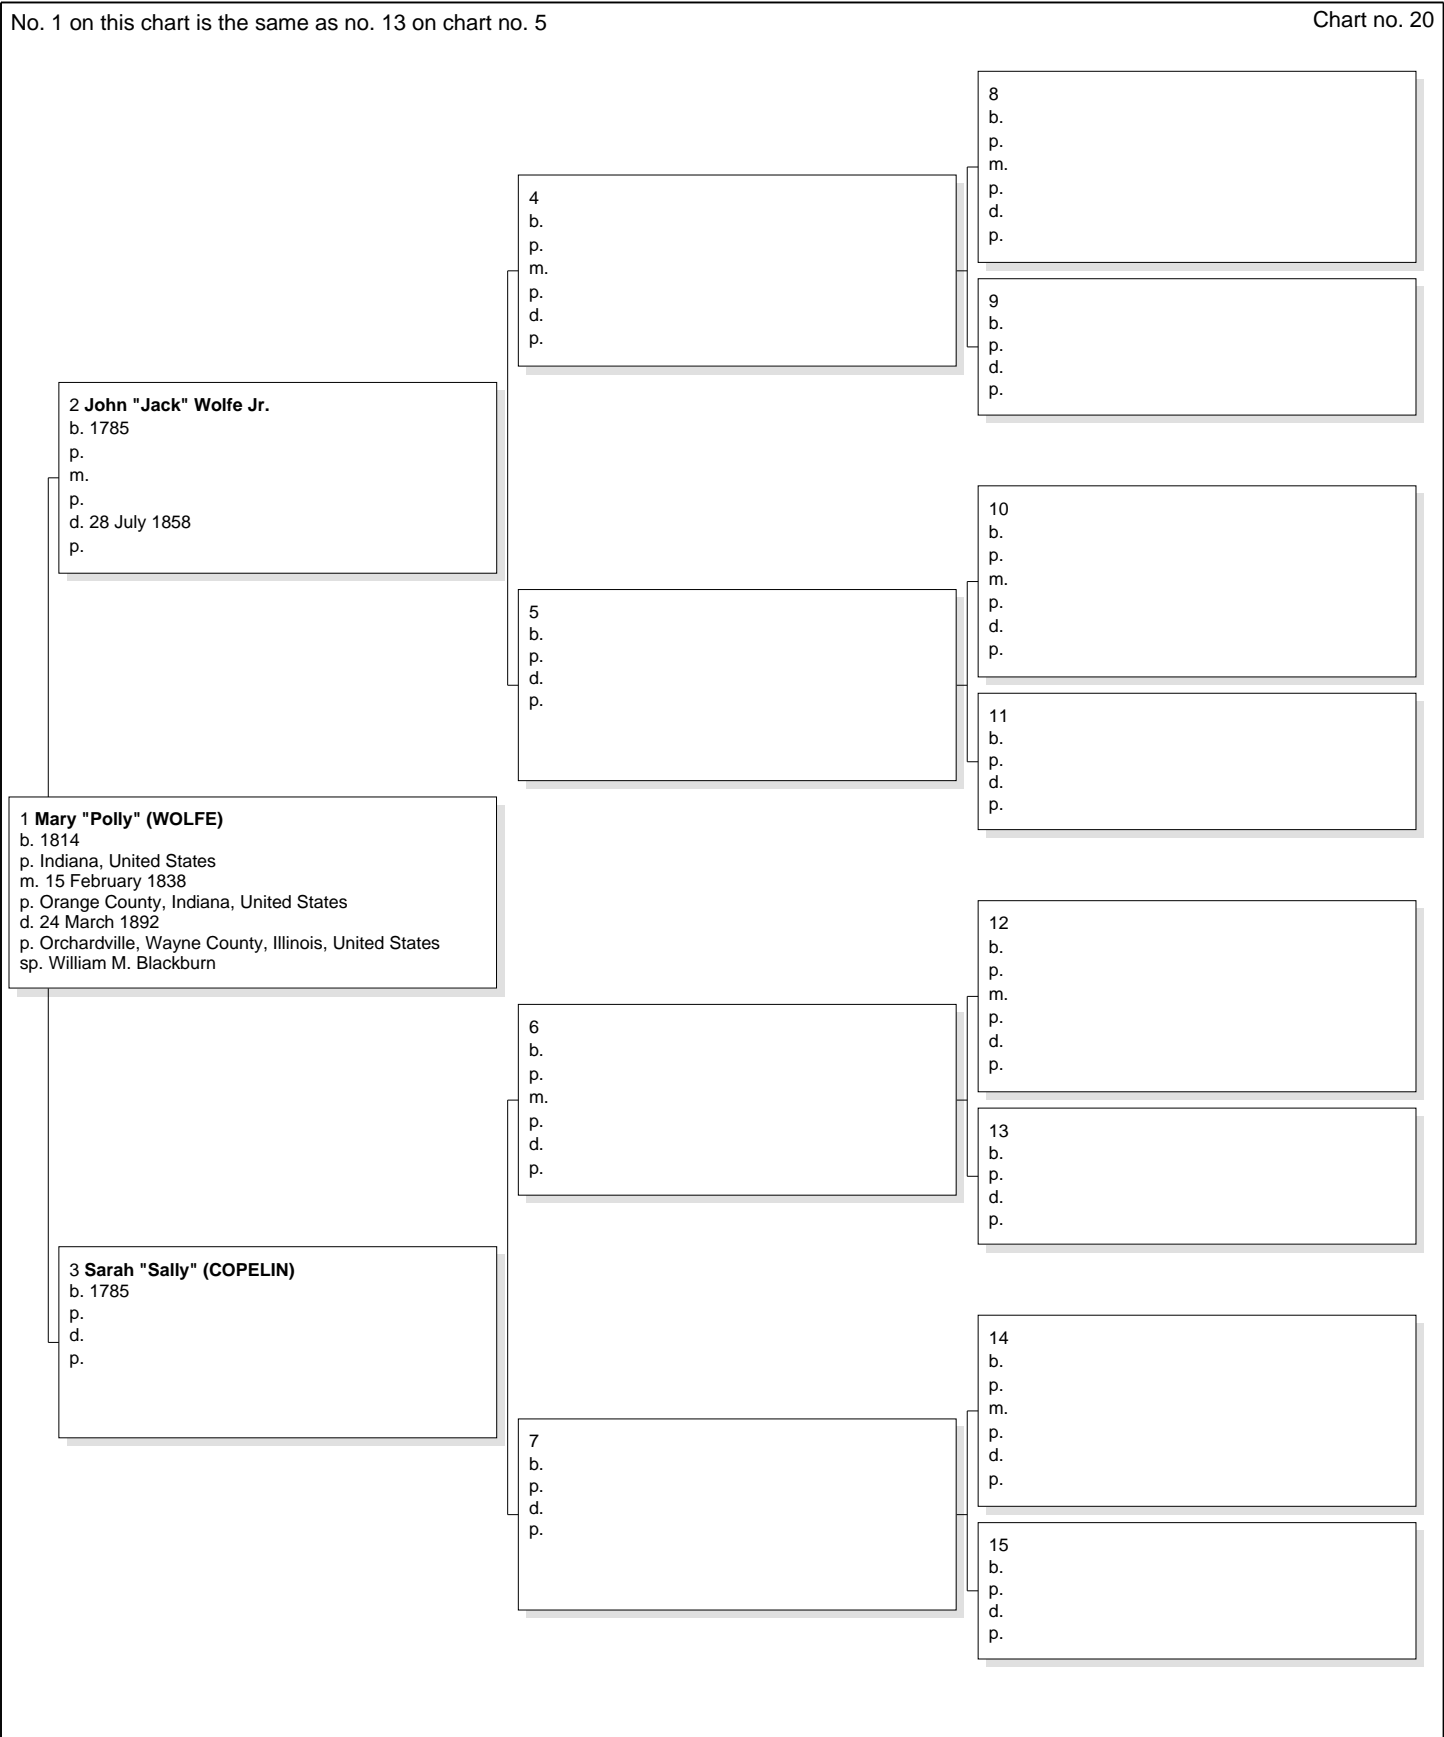 No. 1 on this chart is the same as no. 13 on chart no. 5
Chart no. 20
1 Mary "Polly" (WOLFE)
b. 1814
p. Indiana, United States
m. 15 February 1838
p. Orange County, Indiana, United States
d. 24 March 1892
p. Orchardville, Wayne County, Illinois, United States
sp. William M. Blackburn
2 John "Jack" Wolfe Jr.
b. 1785
p.
m.
p.
d. 28 July 1858
p.
3 Sarah "Sally" (COPELIN)
b. 1785
p.
d.
p.
4
b.
p.
m.
p.
d.
p.
5
b.
p.
d.
p.
6
b.
p.
m.
p.
d.
p.
7
b.
p.
d.
p.
8
b.
p.
m.
p.
d.
p.
9
b.
p.
d.
p.
10
b.
p.
m.
p.
d.
p.
11
b.
p.
d.
p.
12
b.
p.
m.
p.
d.
p.
13
b.
p.
d.
p.
14
b.
p.
m.
p.
d.
p.
15
b.
p.
d.
p.